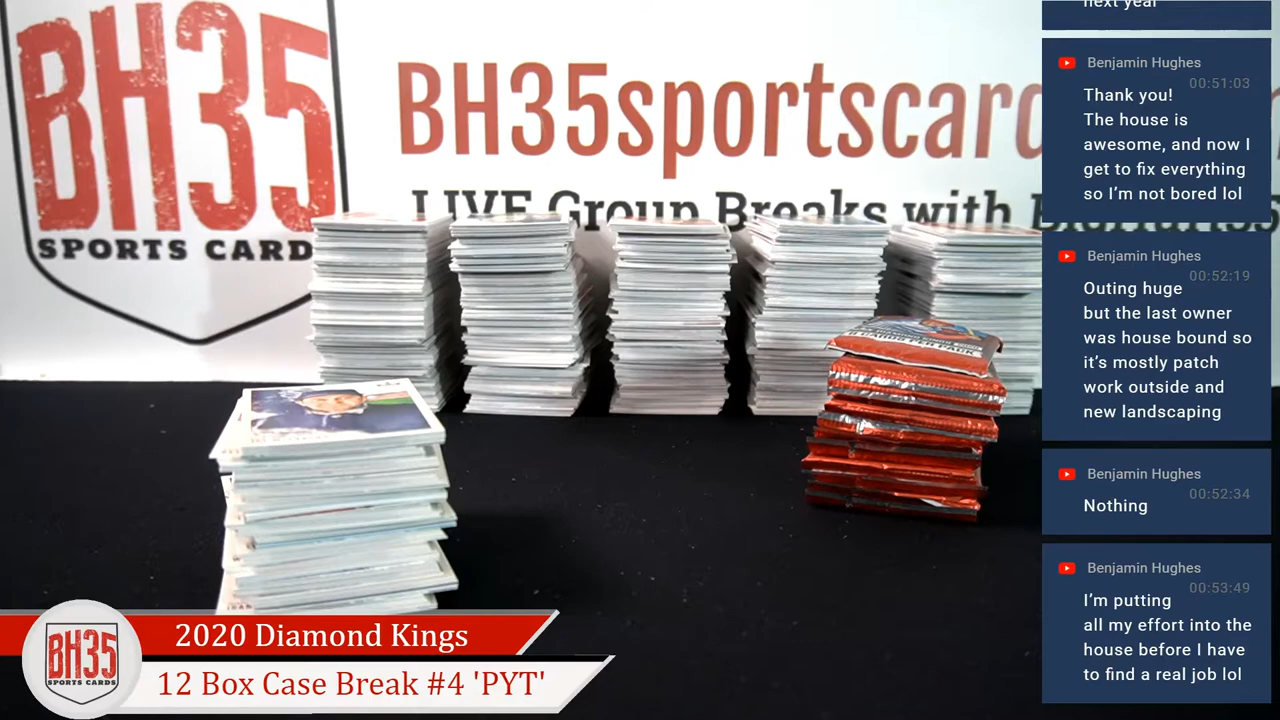 BH35
SPORTS CARDS
BH35sportscard
LIVE Group Breaks with
next year
Benjamin Hughes
00:51:03
Thank you!
The house is
awesome, and now I
get to fix everything
so I’m not bored lol
Benjamin Hughes
00:52:19
Outing huge
but the last owner
was house bound so
it’s mostly patch
work outside and
new landscaping
Benjamin Hughes
00:52:34
Nothing
Benjamin Hughes
00:53:49
I’m putting
all my effort into the
house before I have
to find a real job lol
BH35
SPORTS CARDS
2020 Diamond Kings
12 Box Case Break #4 'PYT'